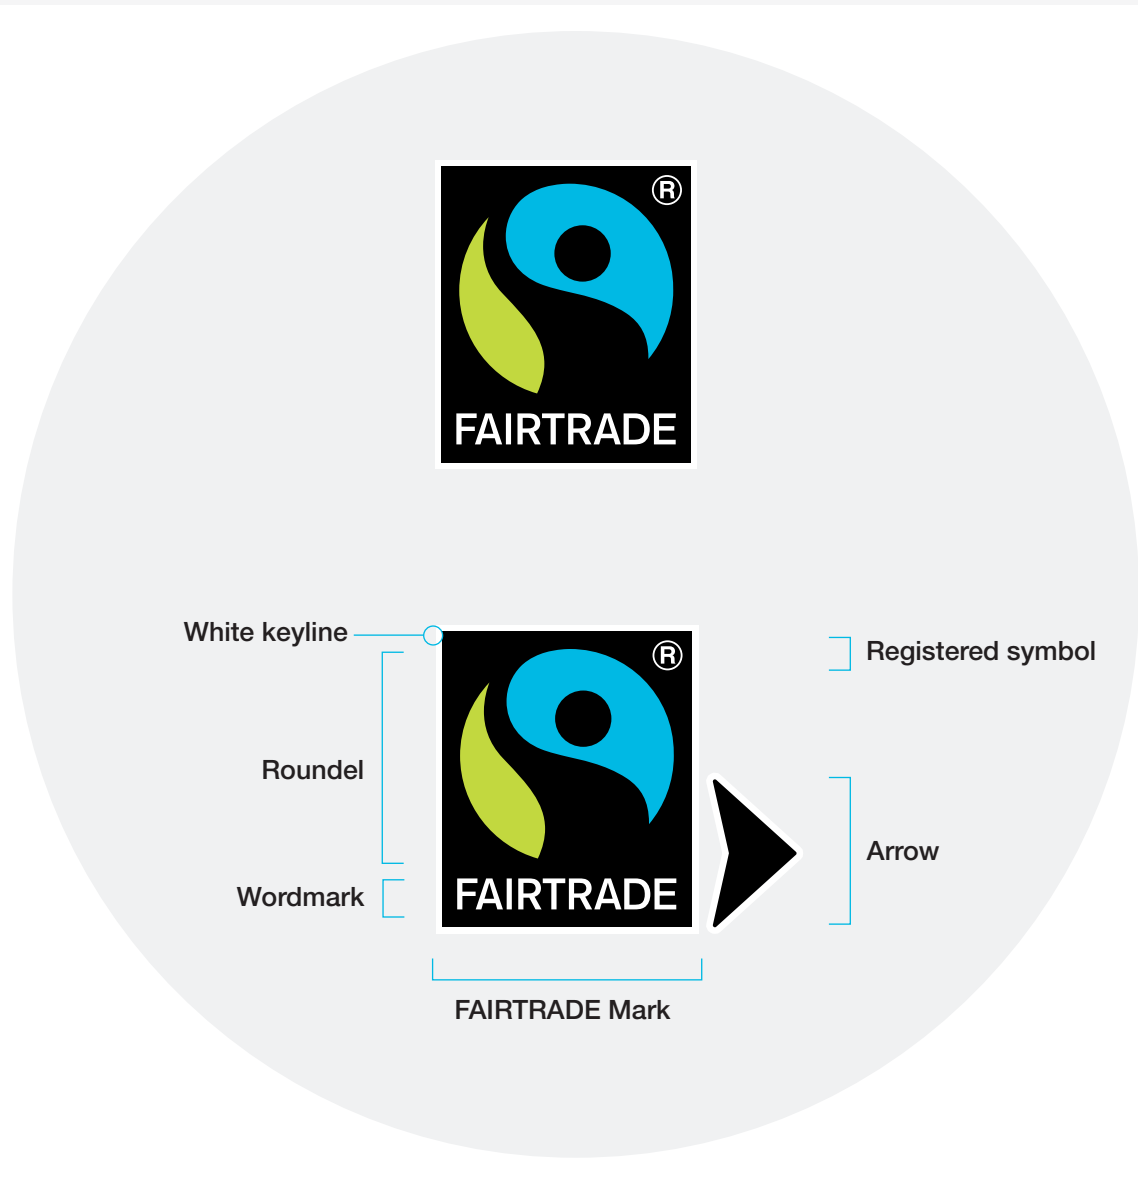 ®
FAIRTRADE
White keyline
®
Registered symbol
Roundel
Arrow
Wordmark
FAIRTRADE
FAIRTRADE Mark